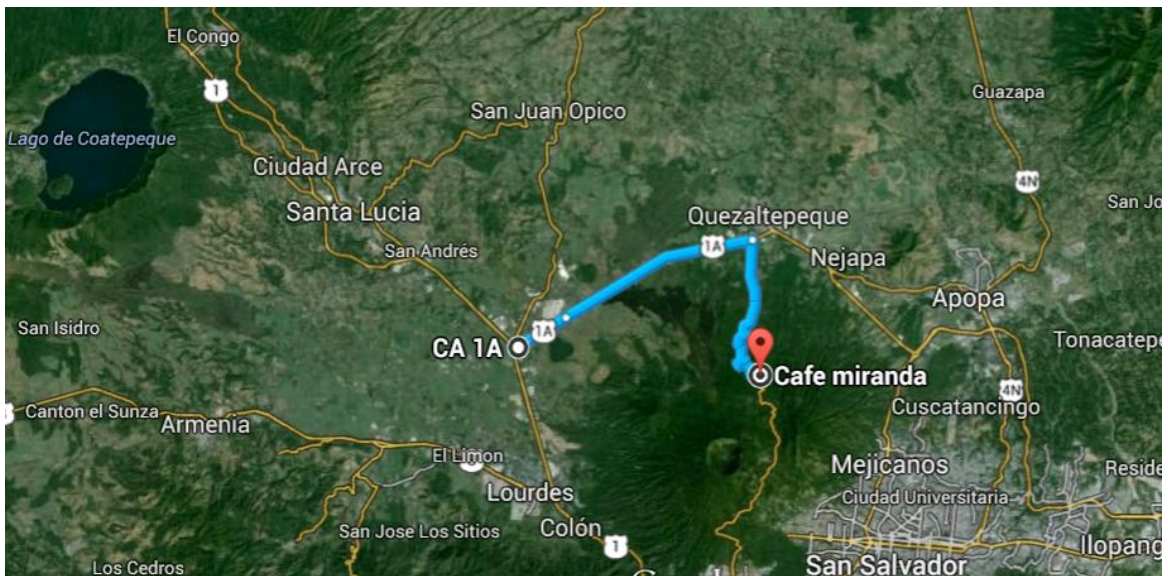 El Congo
1
Guazapa
San Juan Opico
Lago de Coatepeque
Ciudad Arce
4N
Santa Lucia
San Jo
Quezaltepeque
1A
San Andrés
Nejapa
Apopa
San Isidro
1A
CA 1A
Tonacatepe
Cafe miranda
4N
Canton el Sunza
Armenia
Cuscatancingo
El Limon
Mejicanos
Reside
Lourdes
Ciudad Universitaria
San Jose Los Sitios
Colón
1
Ilopang
Los Cedros
San Salvador